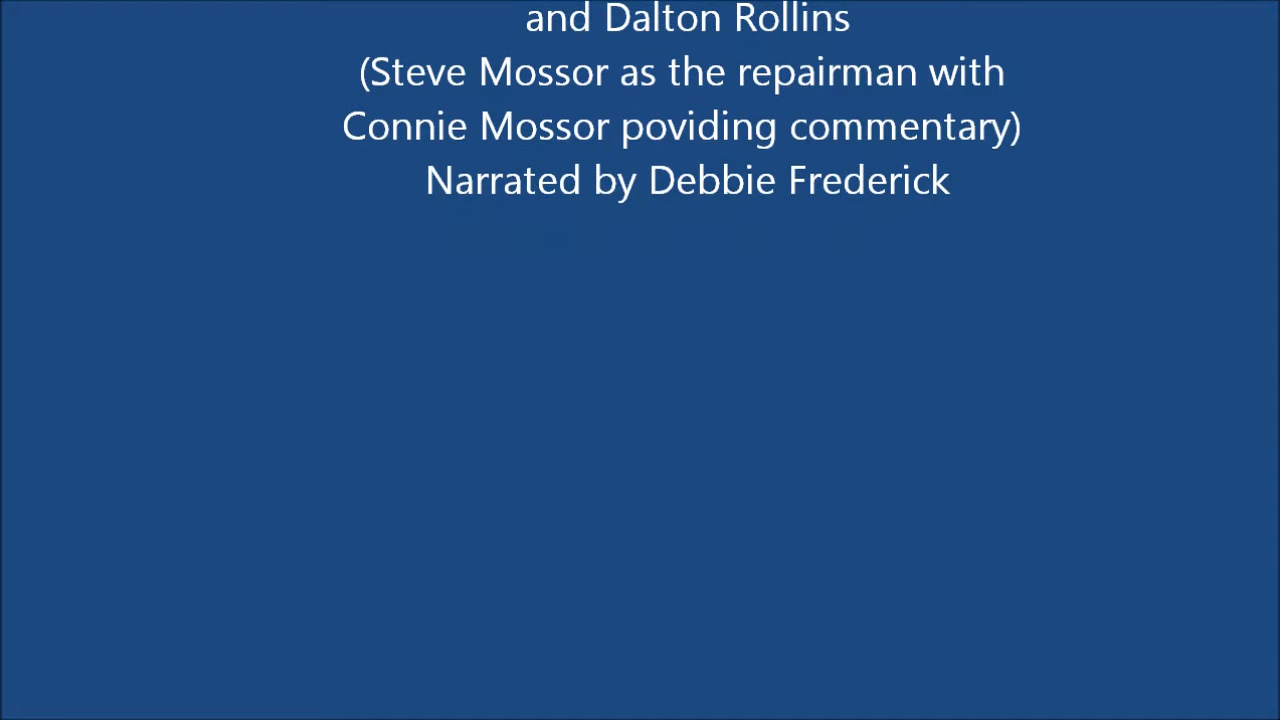 and Dalton Rollins
(Steve Mossor as the repairman with
Connie Mossor poviding commentary)
Narrated by Debbie Frederick